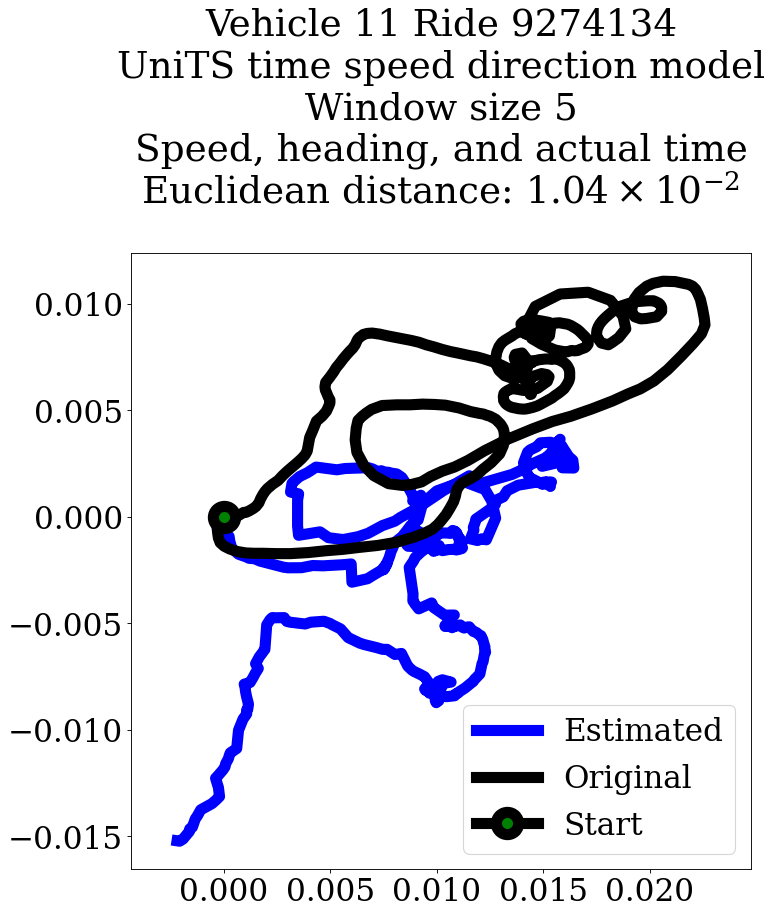 Vehicle 11 Ride 9274134
UniTS time speed direction model
Window size 5
Speed, heading, and actual time
Euclidean distance: 1.04 × 10⁻²
0.010
0.005
0.000
−0.005
−0.010
−0.015
Estimated
Original
Start
0.000 0.005 0.010 0.015 0.020